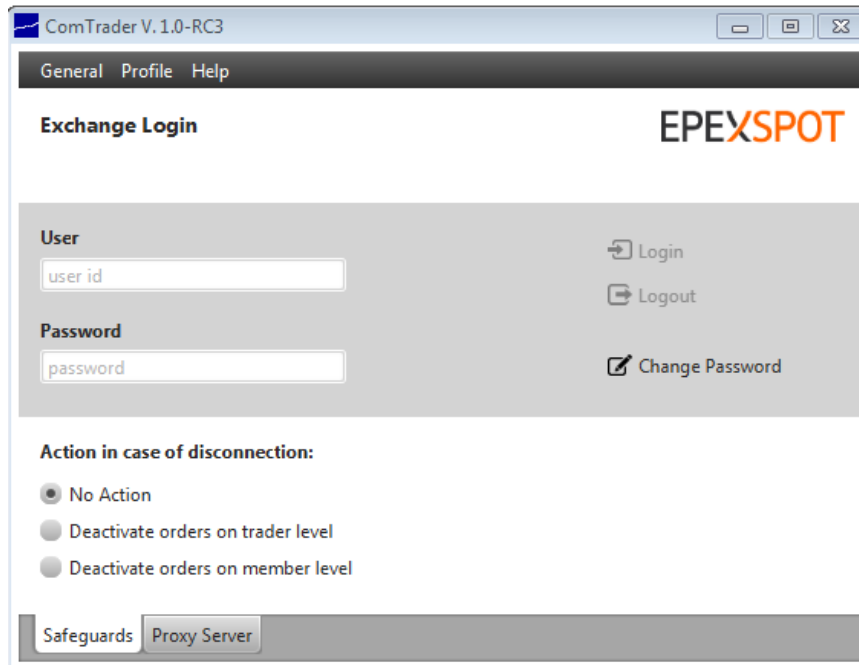 ComTrader V. 1.0-RC3
General Profile Help
Exchange Login
EPEXSPOT
User
user id
Login
Logout
Password
password
Change Password
Action in case of disconnection:
No Action
Deactivate orders on trader level
Deactivate orders on member level
Safeguards Proxy Server